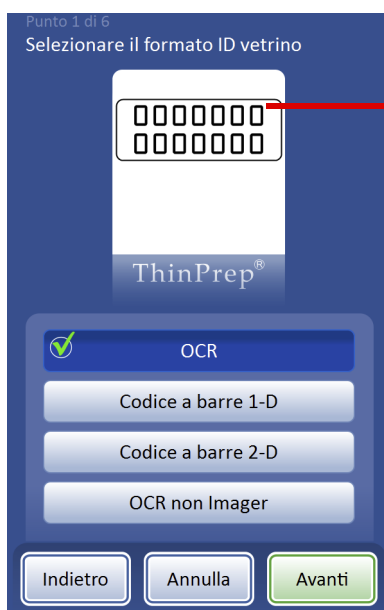 Punto 1 di 6
Selezionare il formato ID vetrino
0000000
0000000
ThinPrep®
OCR
Codice a barre 1-D
Codice a barre 2-D
OCR non Imager
Indietro Annulla Avanti